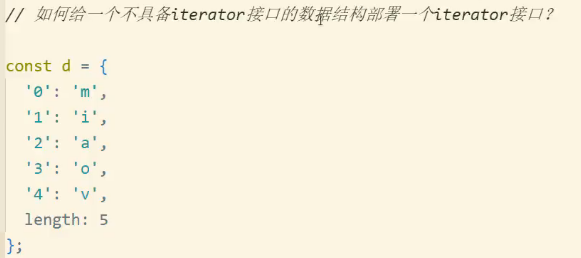 // 如何给一个不具备iterator接口的数据结构部署一个iterator接口?
const d = {
'0': 'm',
'1': 'i',
'2': 'a',
'3': 'o',
'4': 'v',
length: 5
};